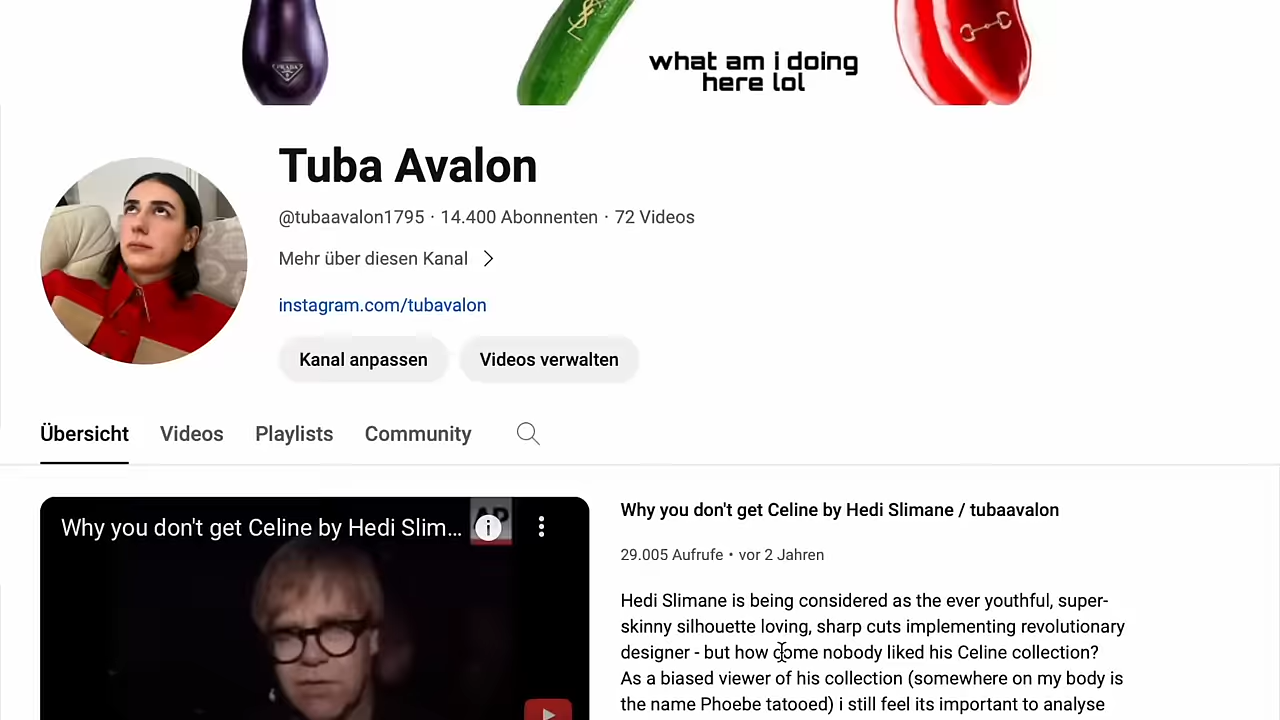 PRADA
YSL
what am i doing
here lol
Tuba Avalon
@tubaavalon1795 · 14.400 Abonnenten · 72 Videos
Mehr über diesen Kanal
instagram.com/tubavalon
Kanal anpassen
Videos verwalten
Übersicht
Videos
Playlists
Community
Why you don't get Celine by Hedi Slim...
AP
Why you don't get Celine by Hedi Slimane / tubaavalon
29.005 Aufrufe • vor 2 Jahren
Hedi Slimane is being considered as the ever youthful, super-
skinny silhouette loving, sharp cuts implementing revolutionary
designer - but how come nobody liked his Celine collection?
As a biased viewer of his collection (somewhere on my body is
the name Phoebe tatooed) i still feel its important to analyse